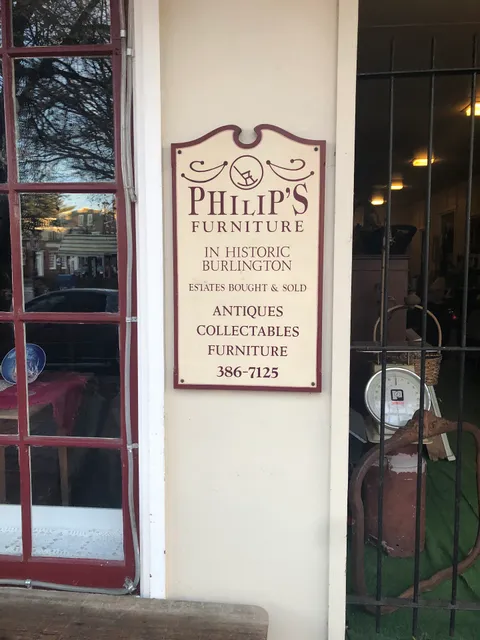 PHILIP'S
FURNITURE
IN HISTORIC
BURLINGTON
ESTATES BOUGHT & SOLD
ANTIQUES
COLLECTABLES
FURNITURE
386-7125